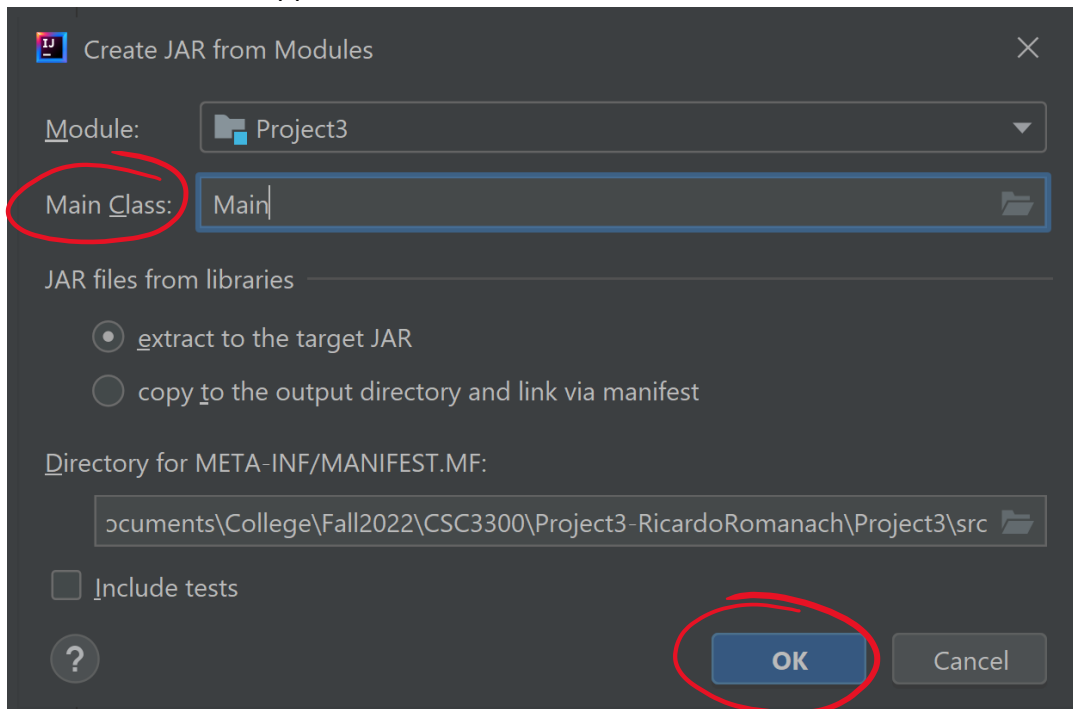 IJ
Create JAR from Modules
Module: Project3
Main Class: Main
JAR files from libraries
extract to the target JAR
copy to the output directory and link via manifest
Directory for META-INF/MANIFEST.MF:
ocuments\College\Fall2022\CSC3300\Project3-RicardoRomanach\Project3\src
Include tests
? OK Cancel